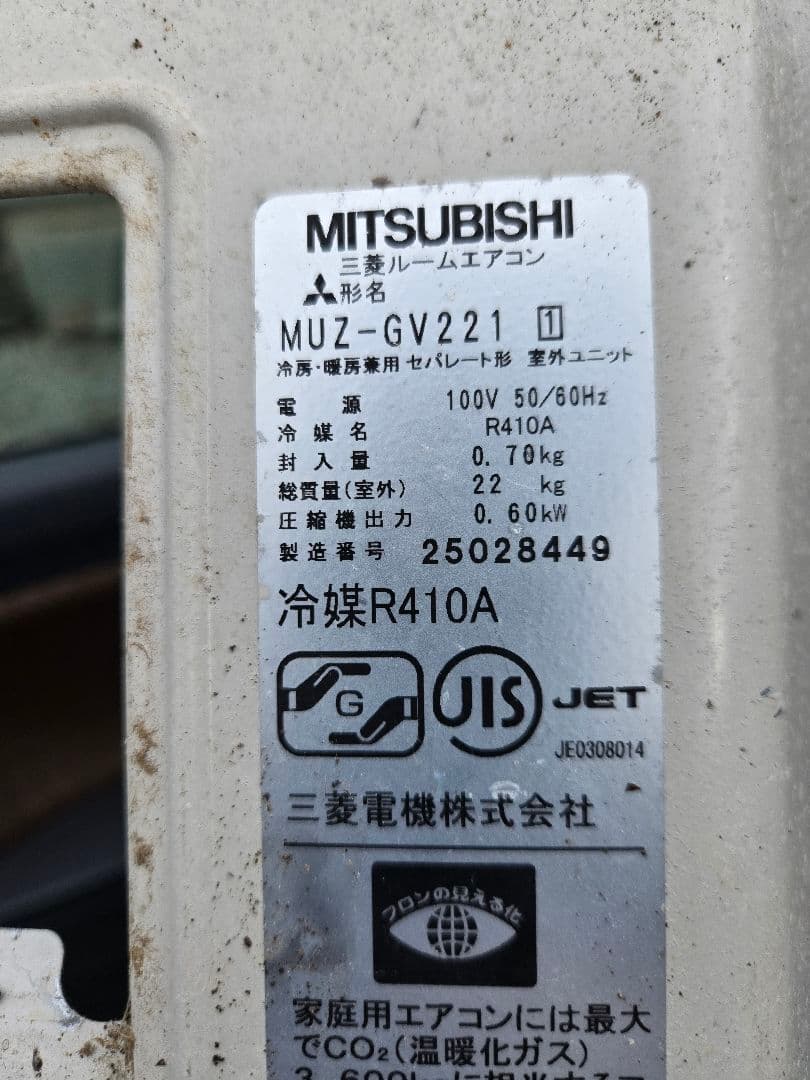 MITSUBISHI
三菱ルームエアコン
形名
MUZ-GV221 1
冷房・暖房兼用 セパレート形 室外ユニット
電源 100V 50/60Hz
冷媒名 R410A
封入量 0.70kg
総質量(室外) 22 kg
圧縮機出力 0.60kW
製造番号 25028449
冷媒R410A
G
JIS
JET
JE0308014
三菱電機株式会社
フロンの見える化
家庭用エアコンには最大
でCO₂(温暖化ガス)